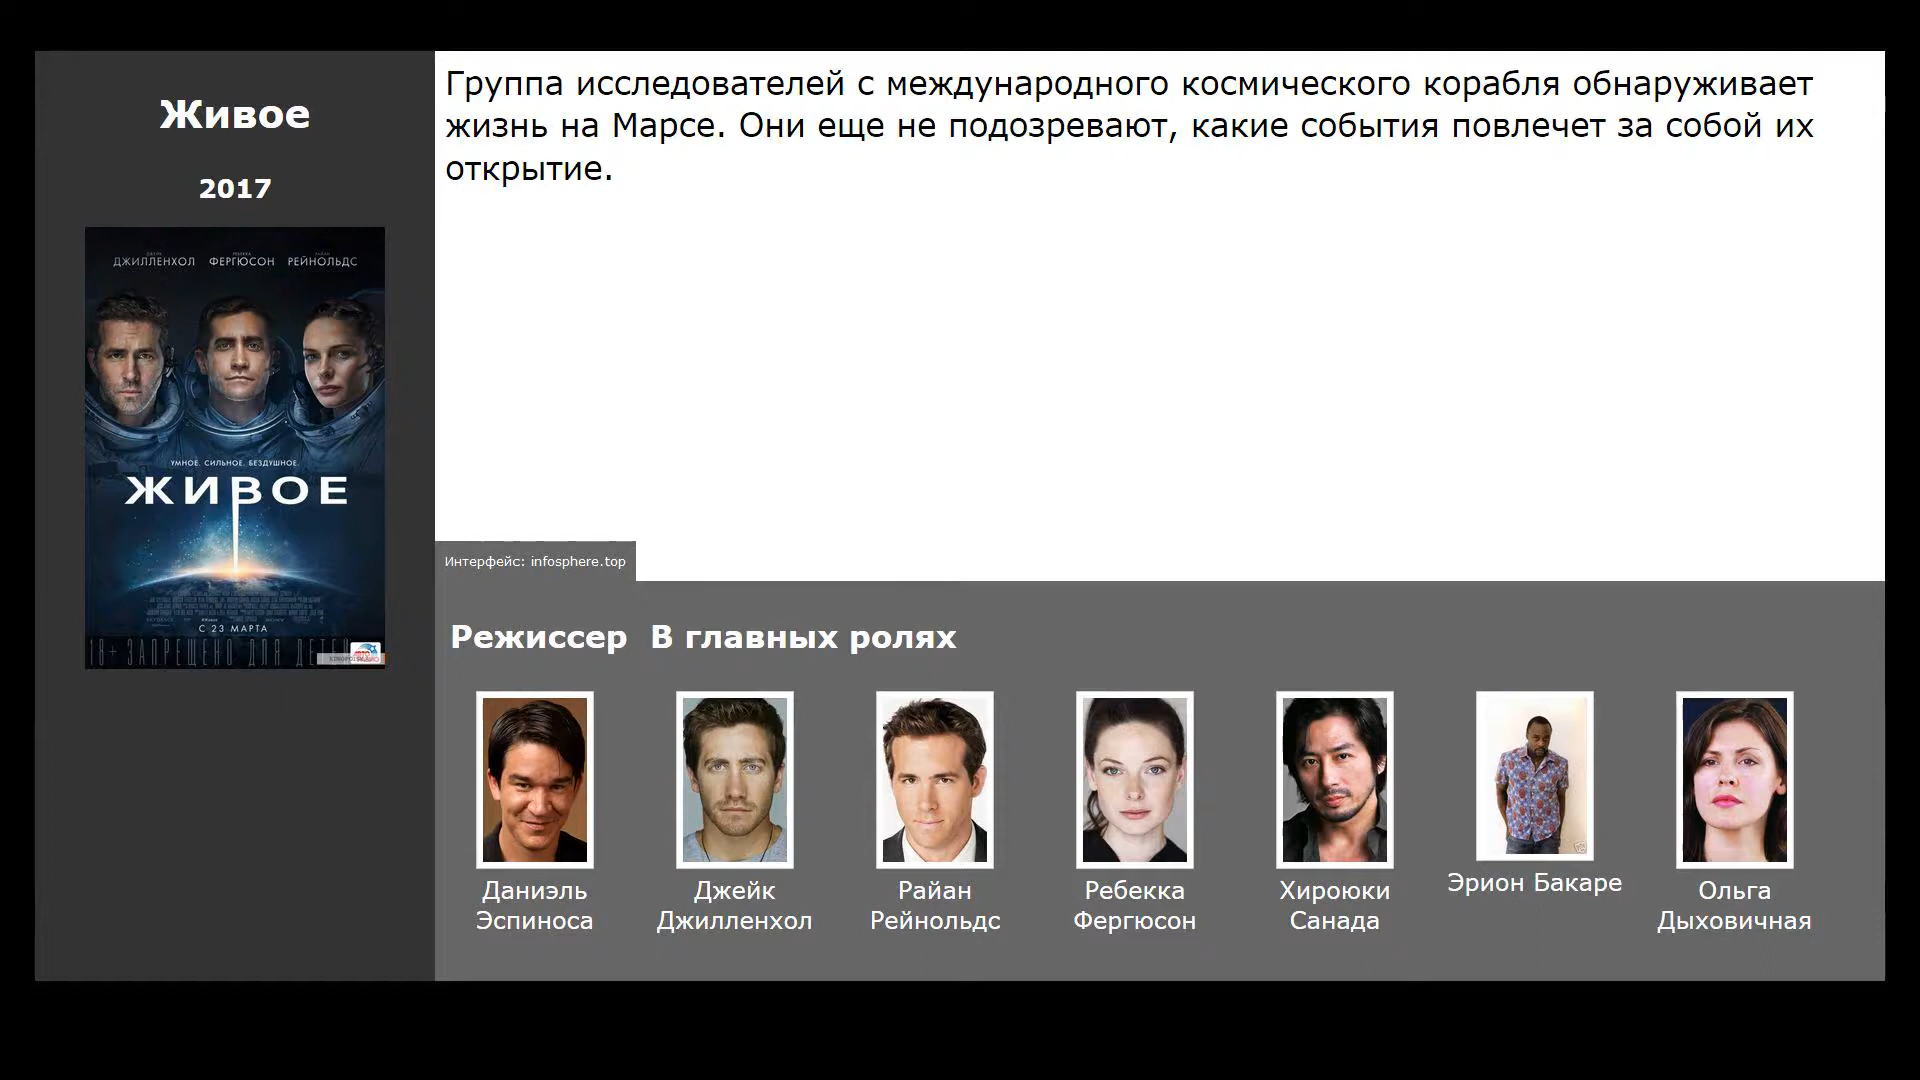 Живое
2017
ДЖИЛЛЕНХОЛ ФЕРГЮСОН РЕЙНОЛЬДС
УМНОЕ. СИЛЬНОЕ. БЕЗДУШНОЕ.
ЖИВОЕ
С 23 МАРТА
18+ ЗАПРЕЩЕНО ДЛЯ ДЕТЕЙ
Группа исследователей с международного космического корабля обнаруживает
жизнь на Марсе. Они еще не подозревают, какие события повлечет за собой их
открытие.
Интерфейс: infosphere.top
Режиссер В главных ролях
Даниэль
Эспиноса
Джейк
Джилленхол
Райан
Рейнольдс
Ребекка
Фергюсон
Хироюки
Санада
Эрион Бакаре
Ольга
Дыховичная